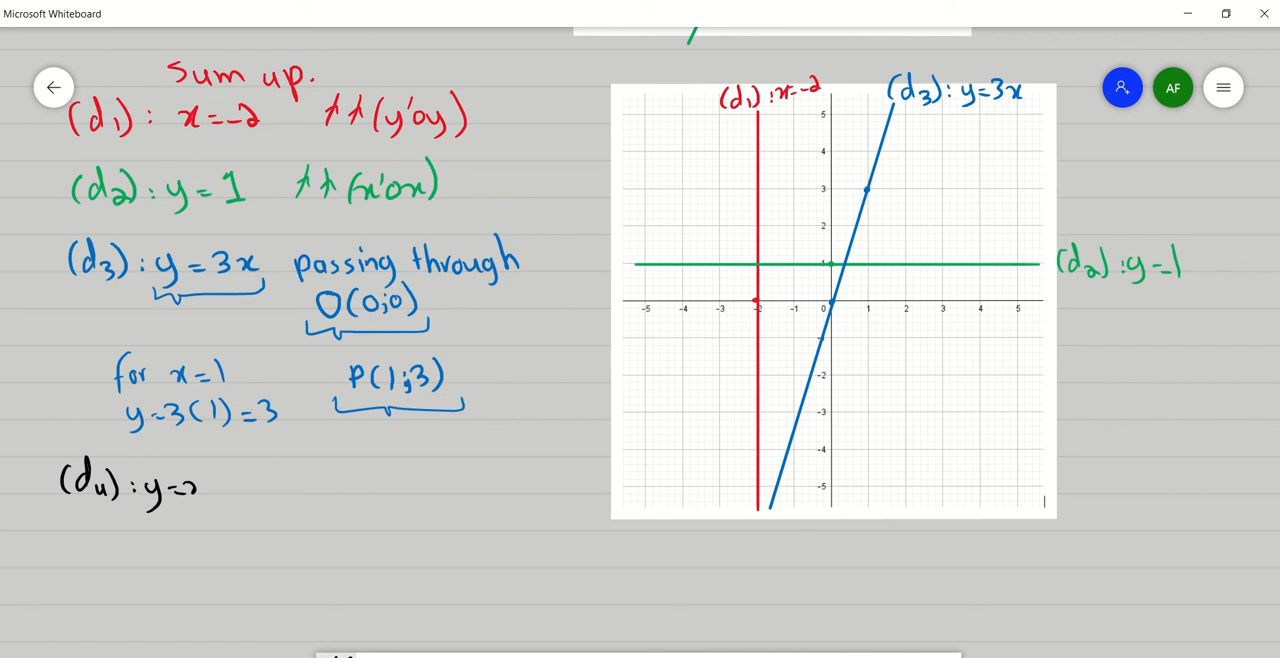 Microsoft Whiteboard
Sum up.
(d1) : x = -2 // (y'oy)
(d2) : y = 1 // (x'ox)
(d3) : y = 3x passing through
O(0;0)
for x = 1 P(1;3)
y = 3(1) = 3
(d4) : y =
(d1) : x = -2
(d3) : y = 3x
(d2) : y = 1
AF
5
4
3
2
1
-5 -4 -3 -2 -1 0 1 2 3 4 5
-2
-3
-4
-5